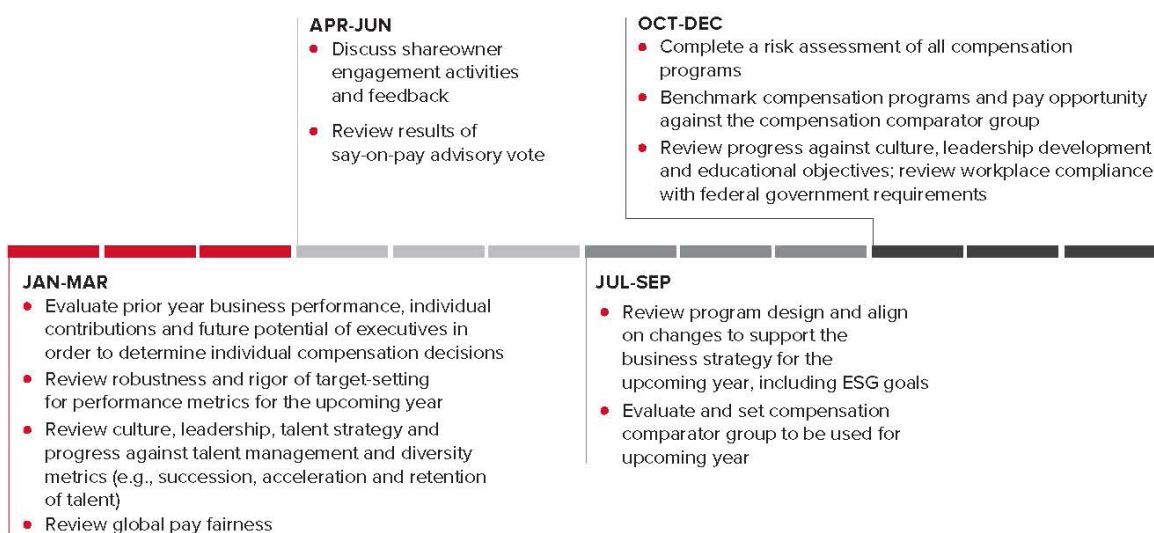 APR-JUN
• Discuss shareowner
engagement activities
and feedback
• Review results of
say-on-pay advisory vote
OCT-DEC
• Complete a risk assessment of all compensation
programs
• Benchmark compensation programs and pay opportunity
against the compensation comparator group
• Review progress against culture, leadership development
and educational objectives; review workplace compliance
with federal government requirements
JAN-MAR
• Evaluate prior year business performance, individual
contributions and future potential of executives in
order to determine individual compensation decisions
• Review robustness and rigor of target-setting
for performance metrics for the upcoming year
• Review culture, leadership, talent strategy and
progress against talent management and diversity
metrics (e.g., succession, acceleration and retention
of talent)
• Review global pay fairness
JUL-SEP
• Review program design and align
on changes to support the
business strategy for the
upcoming year, including ESG goals
• Evaluate and set compensation
comparator group to be used for
upcoming year